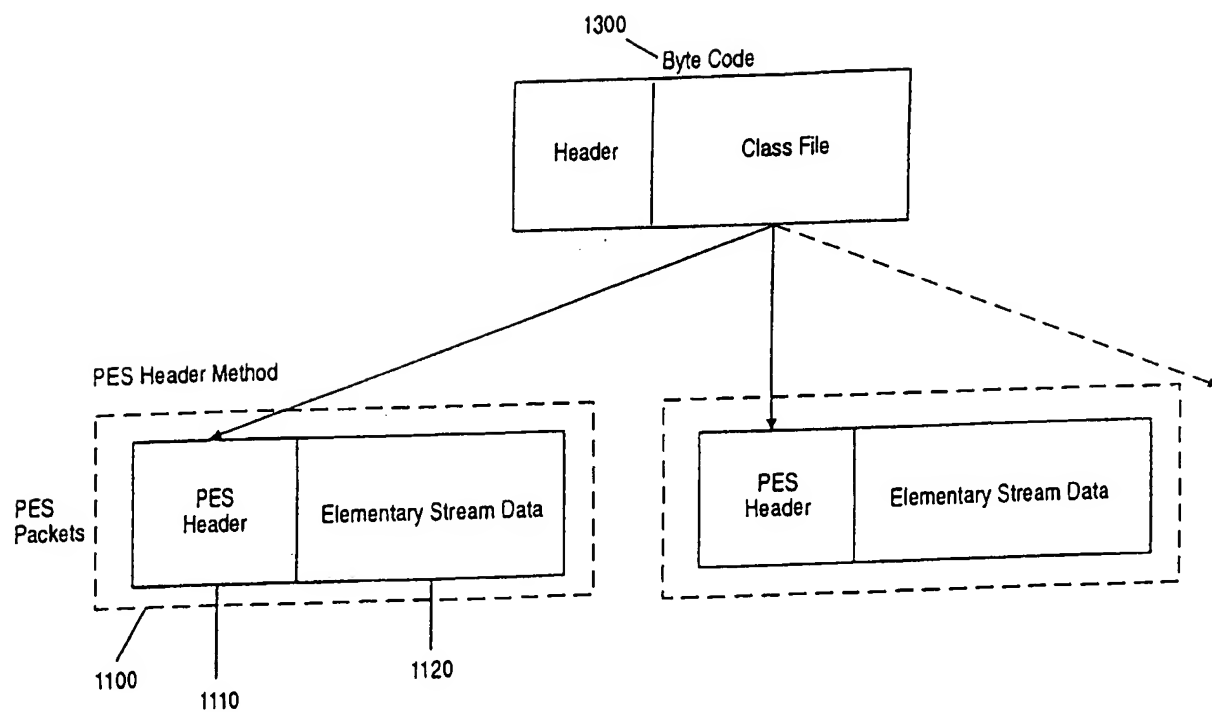 1300
Byte Code
Header
Class File
PES Header Method
PES
Packets
PES
Header
Elementary Stream Data
PES
Header
Elementary Stream Data
1100
1110
1120